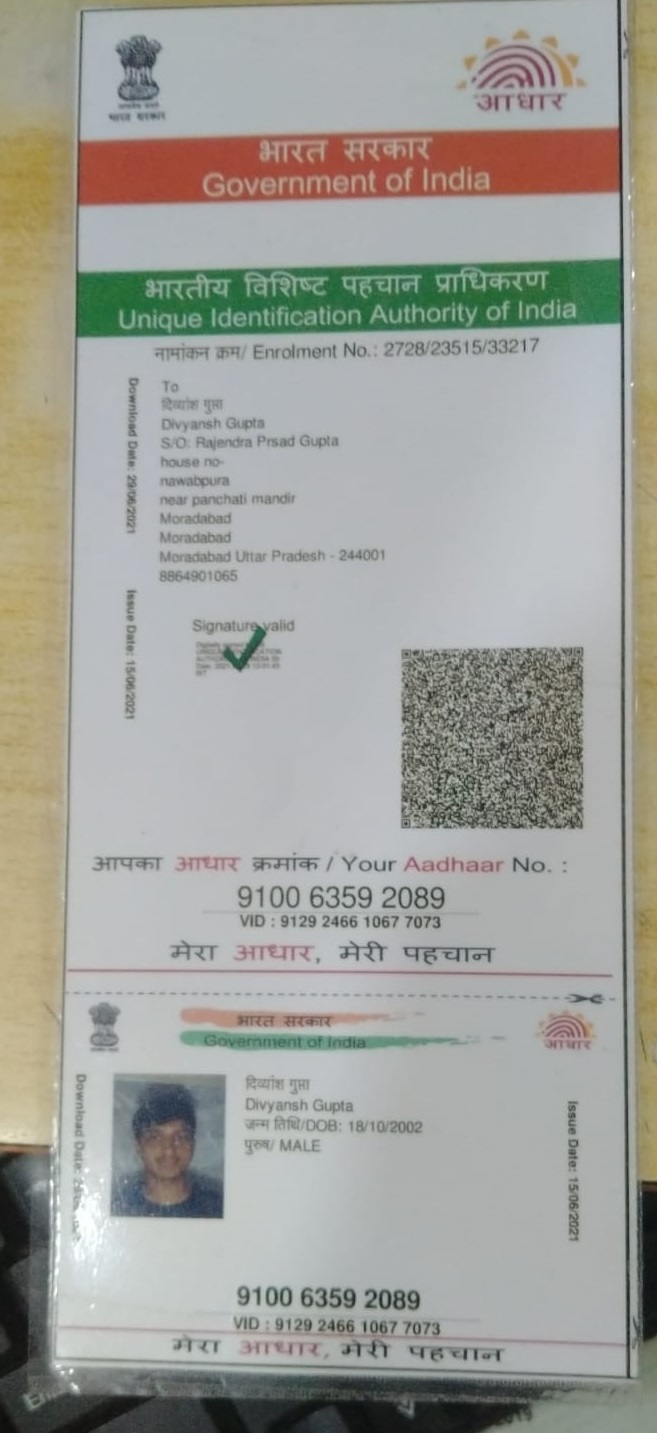 भारत सरकार
आधार
भारत सरकार
Government of India
भारतीय विशिष्ट पहचान प्राधिकरण
Unique Identification Authority of India
नामांकन क्रम/ Enrolment No.: 2728/23515/33217
Download Date: 29/06/2021
Issue Date: 15/06/2021
To
दिव्यांश गुप्ता
Divyansh Gupta
S/O: Rajendra Prsad Gupta
house no-
nawabpura
near panchati mandir
Moradabad
Moradabad
Moradabad Uttar Pradesh - 244001
8864901065
Signature valid
आपका आधार क्रमांक / Your Aadhaar No. :
9100 6359 2089
VID : 9129 2466 1067 7073
मेरा आधार, मेरी पहचान
भारत सरकार
Government of India
आधार
Download Date:
दिव्यांश गुप्ता
Divyansh Gupta
जन्म तिथि/DOB: 18/10/2002
पुरुष/ MALE
Issue Date: 15/06/2021
9100 6359 2089
VID : 9129 2466 1067 7073
मेरा आधार, मेरी पहचान